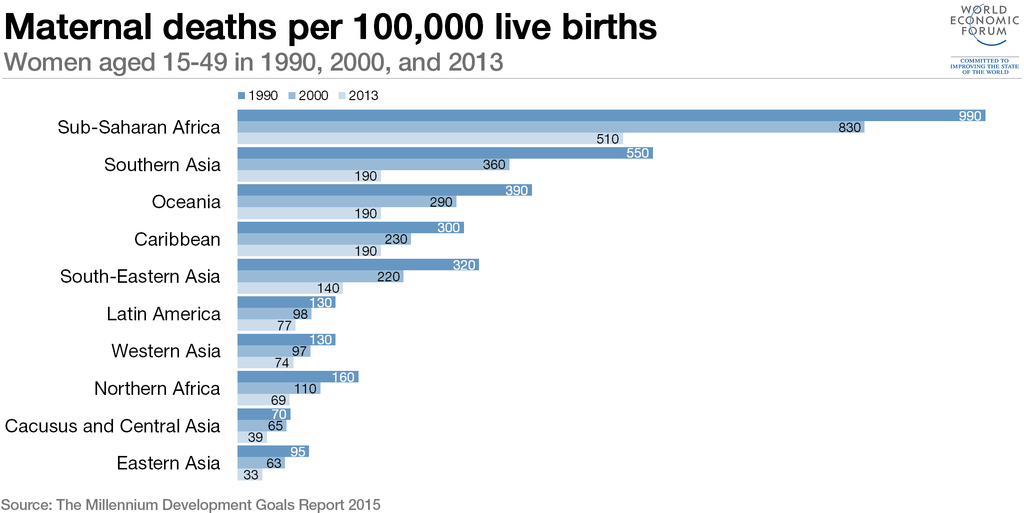 Maternal deaths per 100,000 live births
Women aged 15-49 in 1990, 2000, and 2013
WORLD
ECONOMIC
FORUM
COMMITTED TO
IMPROVING THE STATE
OF THE WORLD
1990 2000 2013
Sub-Saharan Africa
990
830
510
Southern Asia
550
360
190
Oceania
390
290
190
Caribbean
300
230
190
South-Eastern Asia
320
220
140
Latin America
130
98
77
Western Asia
130
97
74
Northern Africa
160
110
69
Cacusus and Central Asia
70
65
39
Eastern Asia
95
63
33
Source: The Millennium Development Goals Report 2015